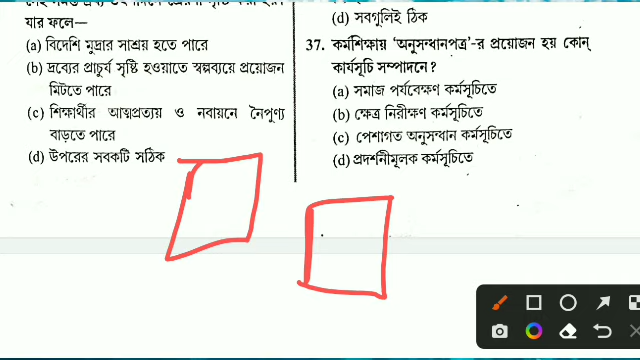 যার ফলে—
(a) বিদেশি মুদ্রার সাশ্রয় হতে পারে
(b) দ্রব্যের প্রাচুর্য সৃষ্টি হওয়াতে স্বল্পব্যয়ে প্রয়োজন
মিটতে পারে
(c) শিক্ষার্থীর আত্মপ্রত্যয় ও নবায়নে নৈপুণ্য
বাড়তে পারে
(d) উপরের সবকটি সঠিক
(d) সবগুলিই ঠিক
37. কর্মশিক্ষায় 'অনুসন্ধানপত্র'-র প্রয়োজন হয় কোন্
কার্যসূচি সম্পাদনে?
(a) সমাজ পর্যবেক্ষণ কর্মসূচিতে
(b) ক্ষেত্র নিরীক্ষণ কর্মসূচিতে
(c) পেশাগত অনুসন্ধান কর্মসূচিতে
(d) প্রদর্শনীমূলক কর্মসূচিতে